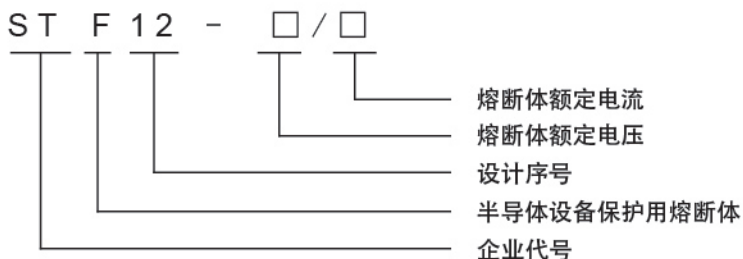 ST F 12 - □/□
熔断体额定电流
熔断体额定电压
设计序号
半导体设备保护用熔断体
企业代号